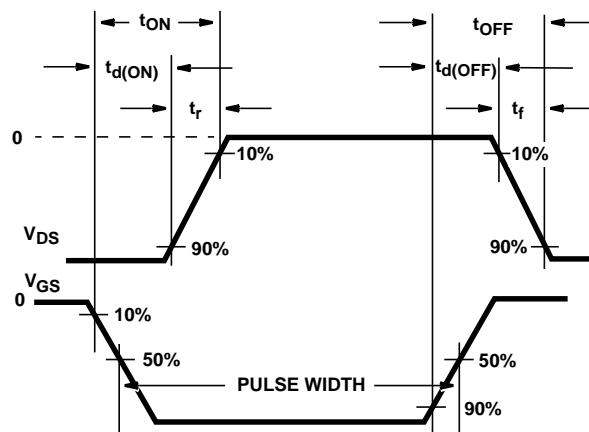 tON
tOFF
td(ON)
td(OFF)
tr
tf
0
10%
10%
VDS
90%
90%
VGS
0
10%
50%
50%
PULSE WIDTH
90%